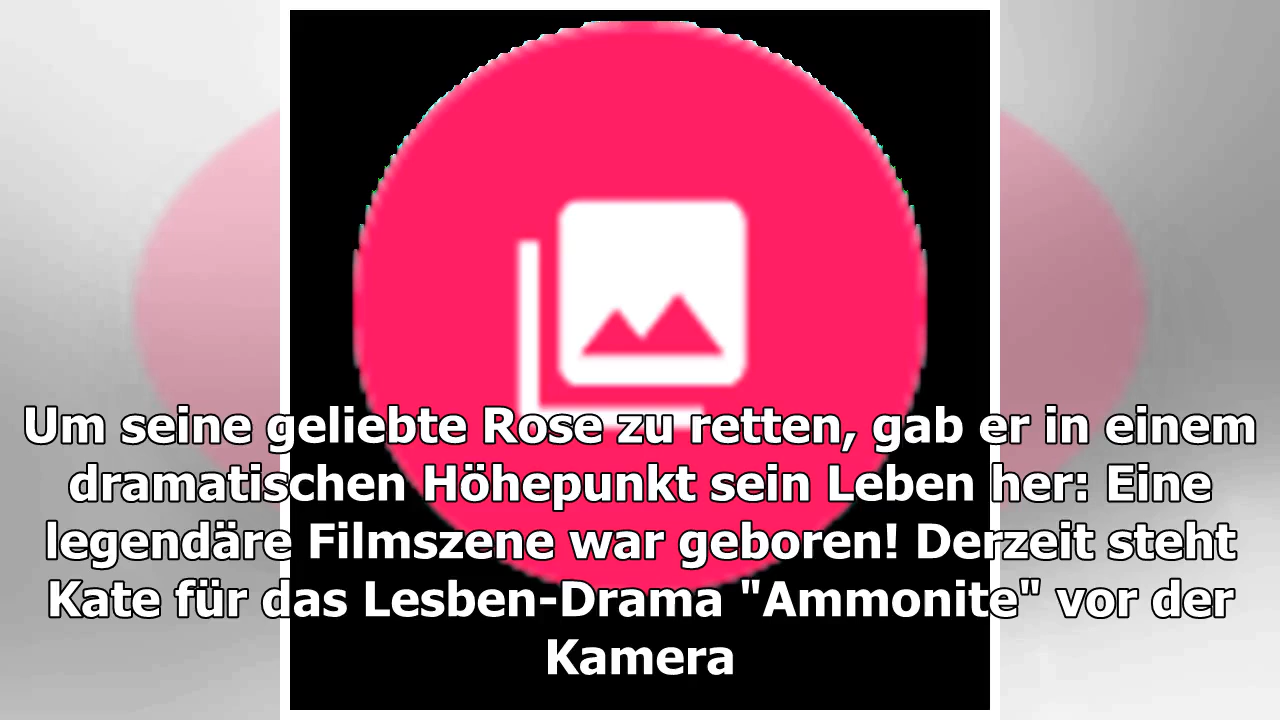 Um seine geliebte Rose zu retten, gab er in einem
dramatischen Höhepunkt sein Leben her: Eine
legendäre Filmszene war geboren! Derzeit steht
Kate für das Lesben-Drama "Ammonite" vor der
Kamera